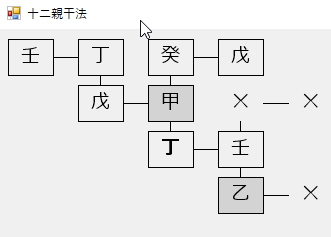 十二親干法
壬 丁 癸 戊
戊 甲 × ×
丁 壬
乙 ×